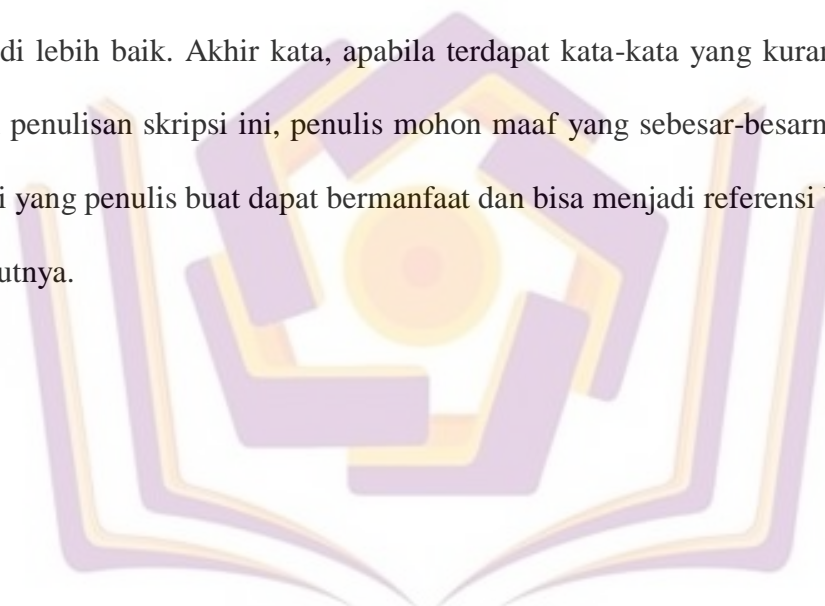 di lebih baik. Akhir kata, apabila terdapat kata-kata yang kuran
penulisan skripsi ini, penulis mohon maaf yang sebesar-besarn
i yang penulis buat dapat bermanfaat dan bisa menjadi referensi
utnya.